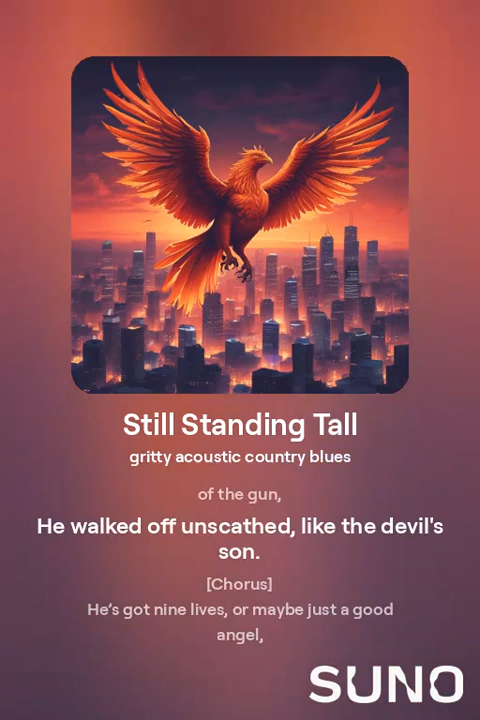 Still Standing Tall
gritty acoustic country blues
of the gun,
He walked off unscathed, like the devil's
son.
[Chorus]
He’s got nine lives, or maybe just a good
angel,
SUNO